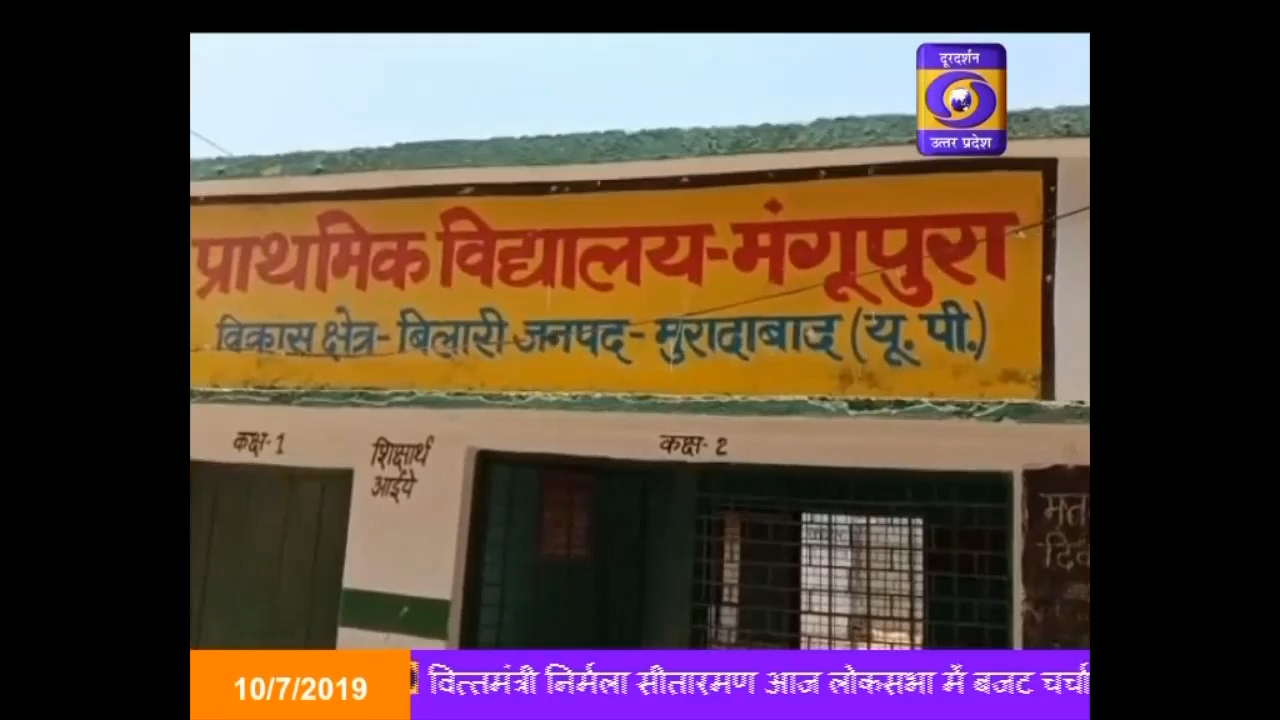 दूरदर्शन
उत्तर प्रदेश
प्राथमिक विद्यालय-मंगूपुरा
विकास क्षेत्र- बिलारी जनपद- मुरादाबाद (यू. पी.)
कक्ष-1
शिक्षार्थ
आईये
कक्ष-2
10/7/2019
वित्तमंत्री निर्मला सीतारमण आज लोकसभा में बजट चर्चा